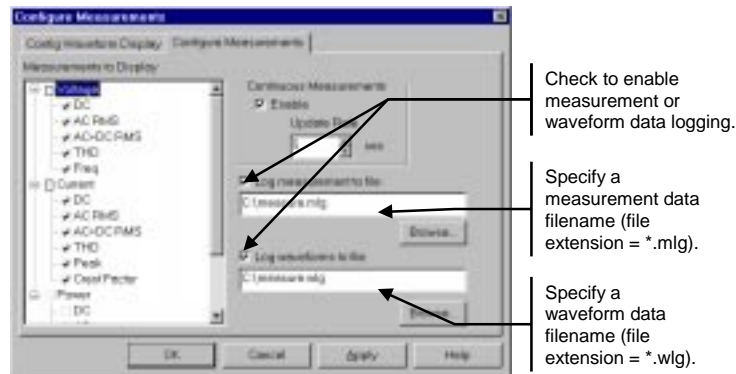 Configure Measurements
Config Waveform Display
Configure Measurements
Measurements to Display
Voltage
DC
AC RMS
AC+DC RMS
THD
Freq
Current
DC
AC RMS
AC+DC RMS
THD
Peak
Crest Factor
Power
DC
Continuous Measurements
Enable
Update Rate
sec
Log measurement to file:
C:\measure.mlg
Browse...
Log waveforms to file
Browse...
OK
Cancel
Apply
Help
Check to enable
measurement or
waveform data logging.
Specify a
measurement data
filename (file
extension = *.mlg).
Specify a
waveform data
filename (file
extension = *.wlg).